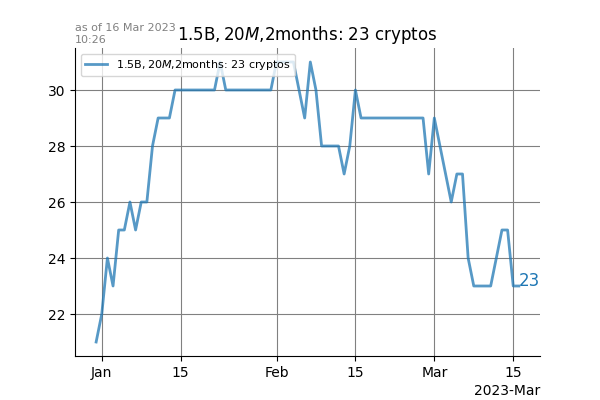 as of 16 Mar 2023
10:26
1.5B, 20M,2months: 23 cryptos
1.5B, 20M,2months: 23 cryptos
30
28
26
24
22
23
Jan
15
Feb
15
Mar
15
2023-Mar